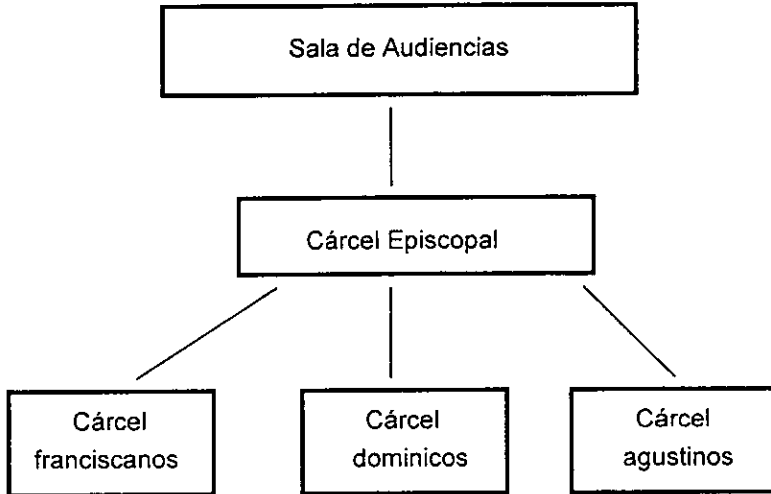 Sala de Audiencias
Cárcel Episcopal
Cárcel
franciscanos
Cárcel
dominicos
Cárcel
agustinos